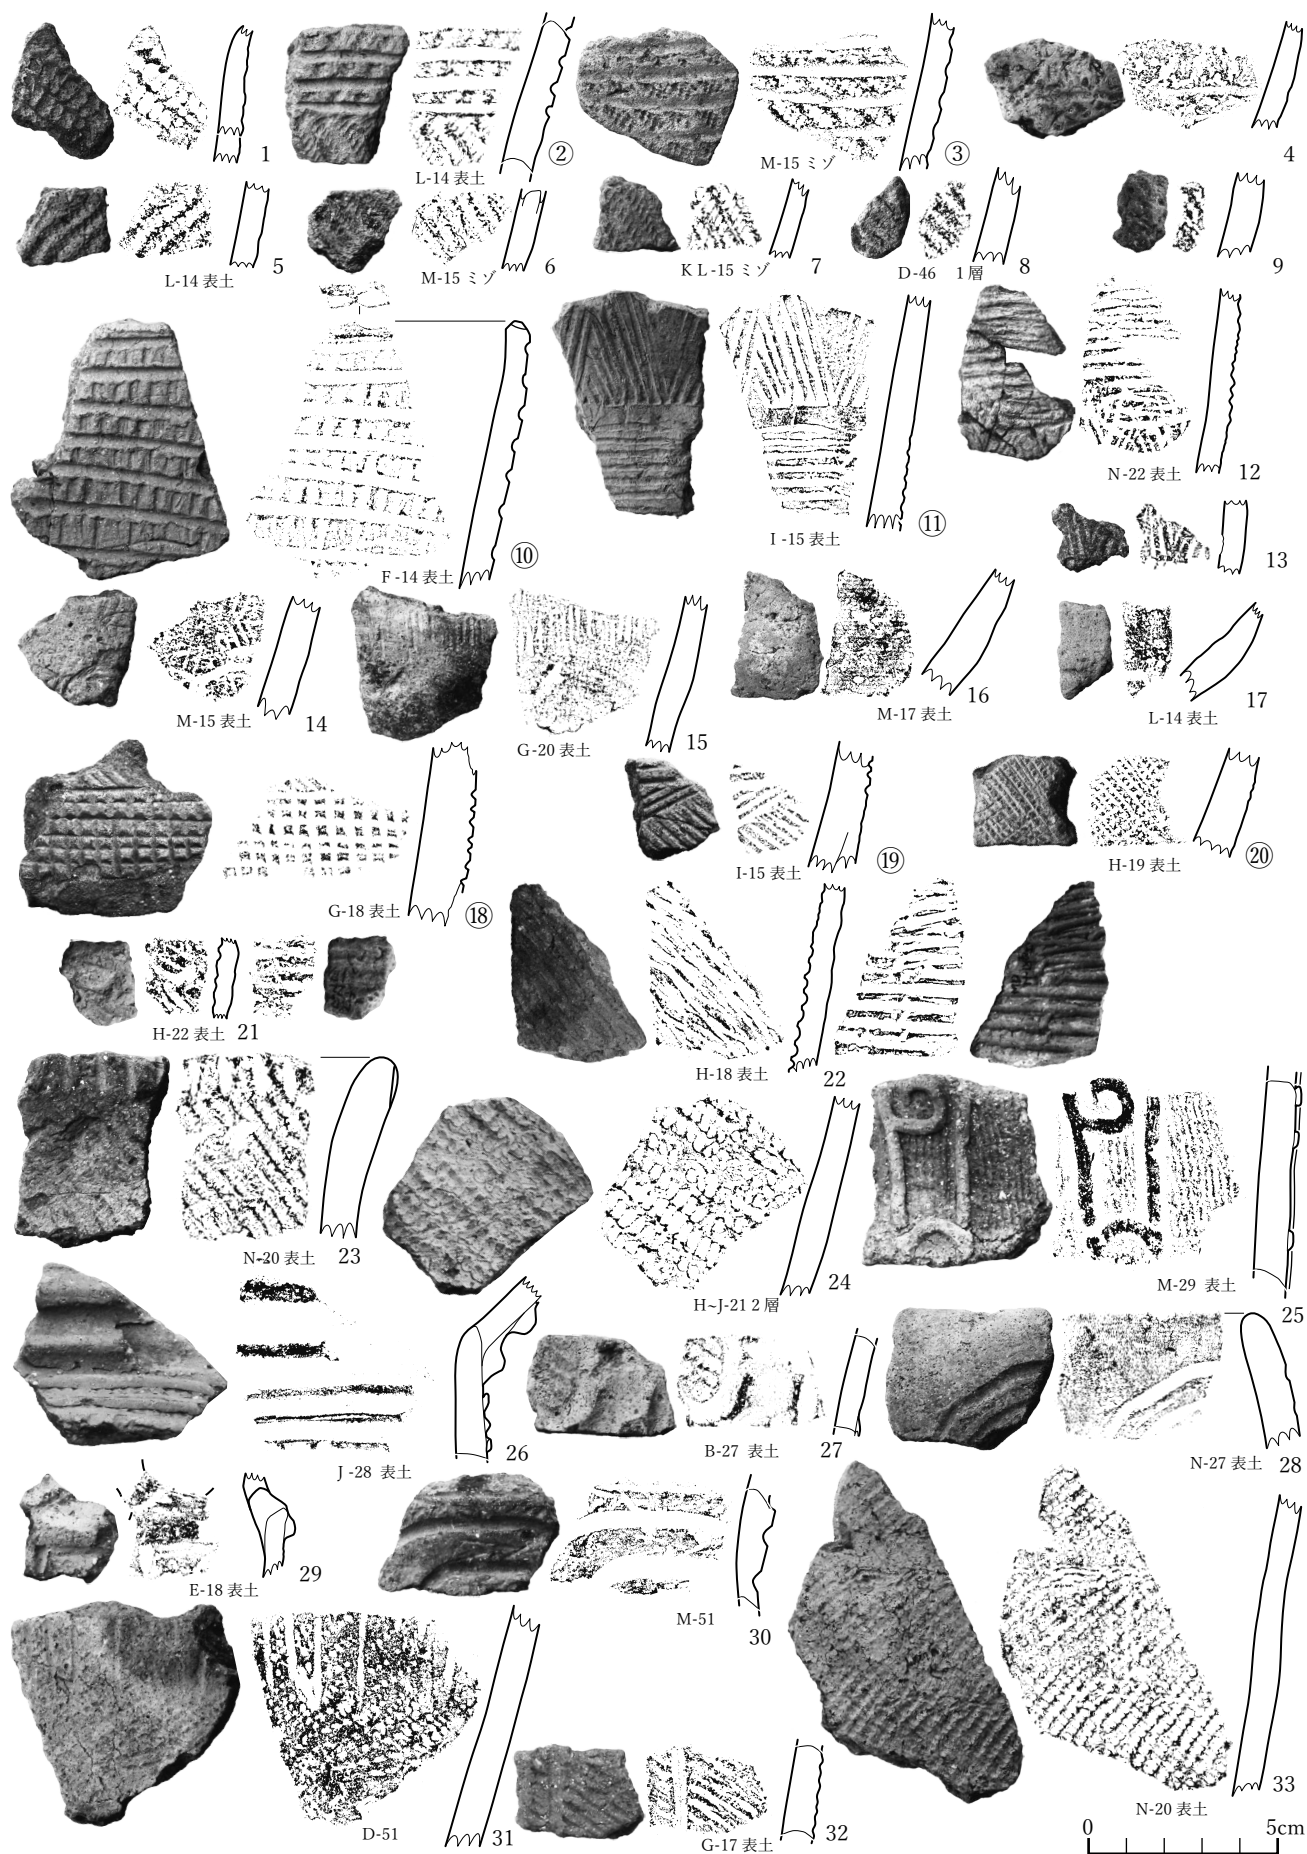 1
L-14 表土
②
M-15 ミゾ
③
4
L-14 表土
5
M-15 ミゾ
6
K L -15 ミゾ
7
D-46 1層
8
9
F -14 表土
⑩
I -15 表土
⑪
N-22 表土
12
13
M-15 表土
14
G-20 表土
15
M-17 表土
16
L-14 表土
17
G-18 表土
⑱
I-15 表土
⑲
H-19 表土
⑳
H-22 表土
21
H-18 表土
22
N-20 表土
23
H~J-21 2 層
24
M-29 表土
25
J -28 表土
26
B-27 表土
27
N-27 表土
28
E-18 表土
29
M-51
30
D-51
31
G-17 表土
32
N-20 表土
33
0 5cm